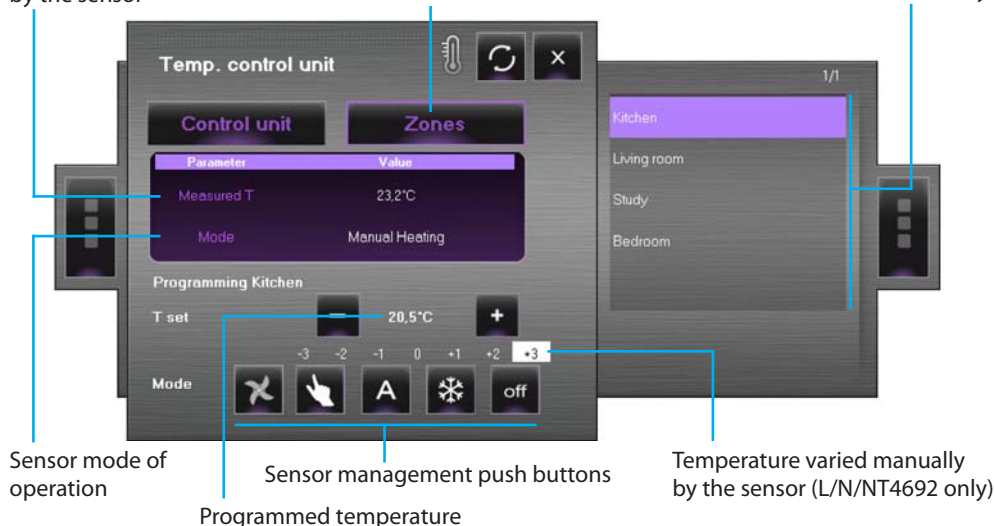 by the sensor
Temp. control unit
x
1/1
Control unit
Zones
Parameter Value
Measured T 23,2°C
Mode Manual Heating
Kitchen
Living room
Study
Bedroom
Programming Kitchen
T set − 20,5°C +
-3 -2 -1 0 +1 +2 +3
Mode A off
Sensor mode of
operation
Sensor management push buttons
Programmed temperature
Temperature varied manually
by the sensor (L/N/NT4692 only)